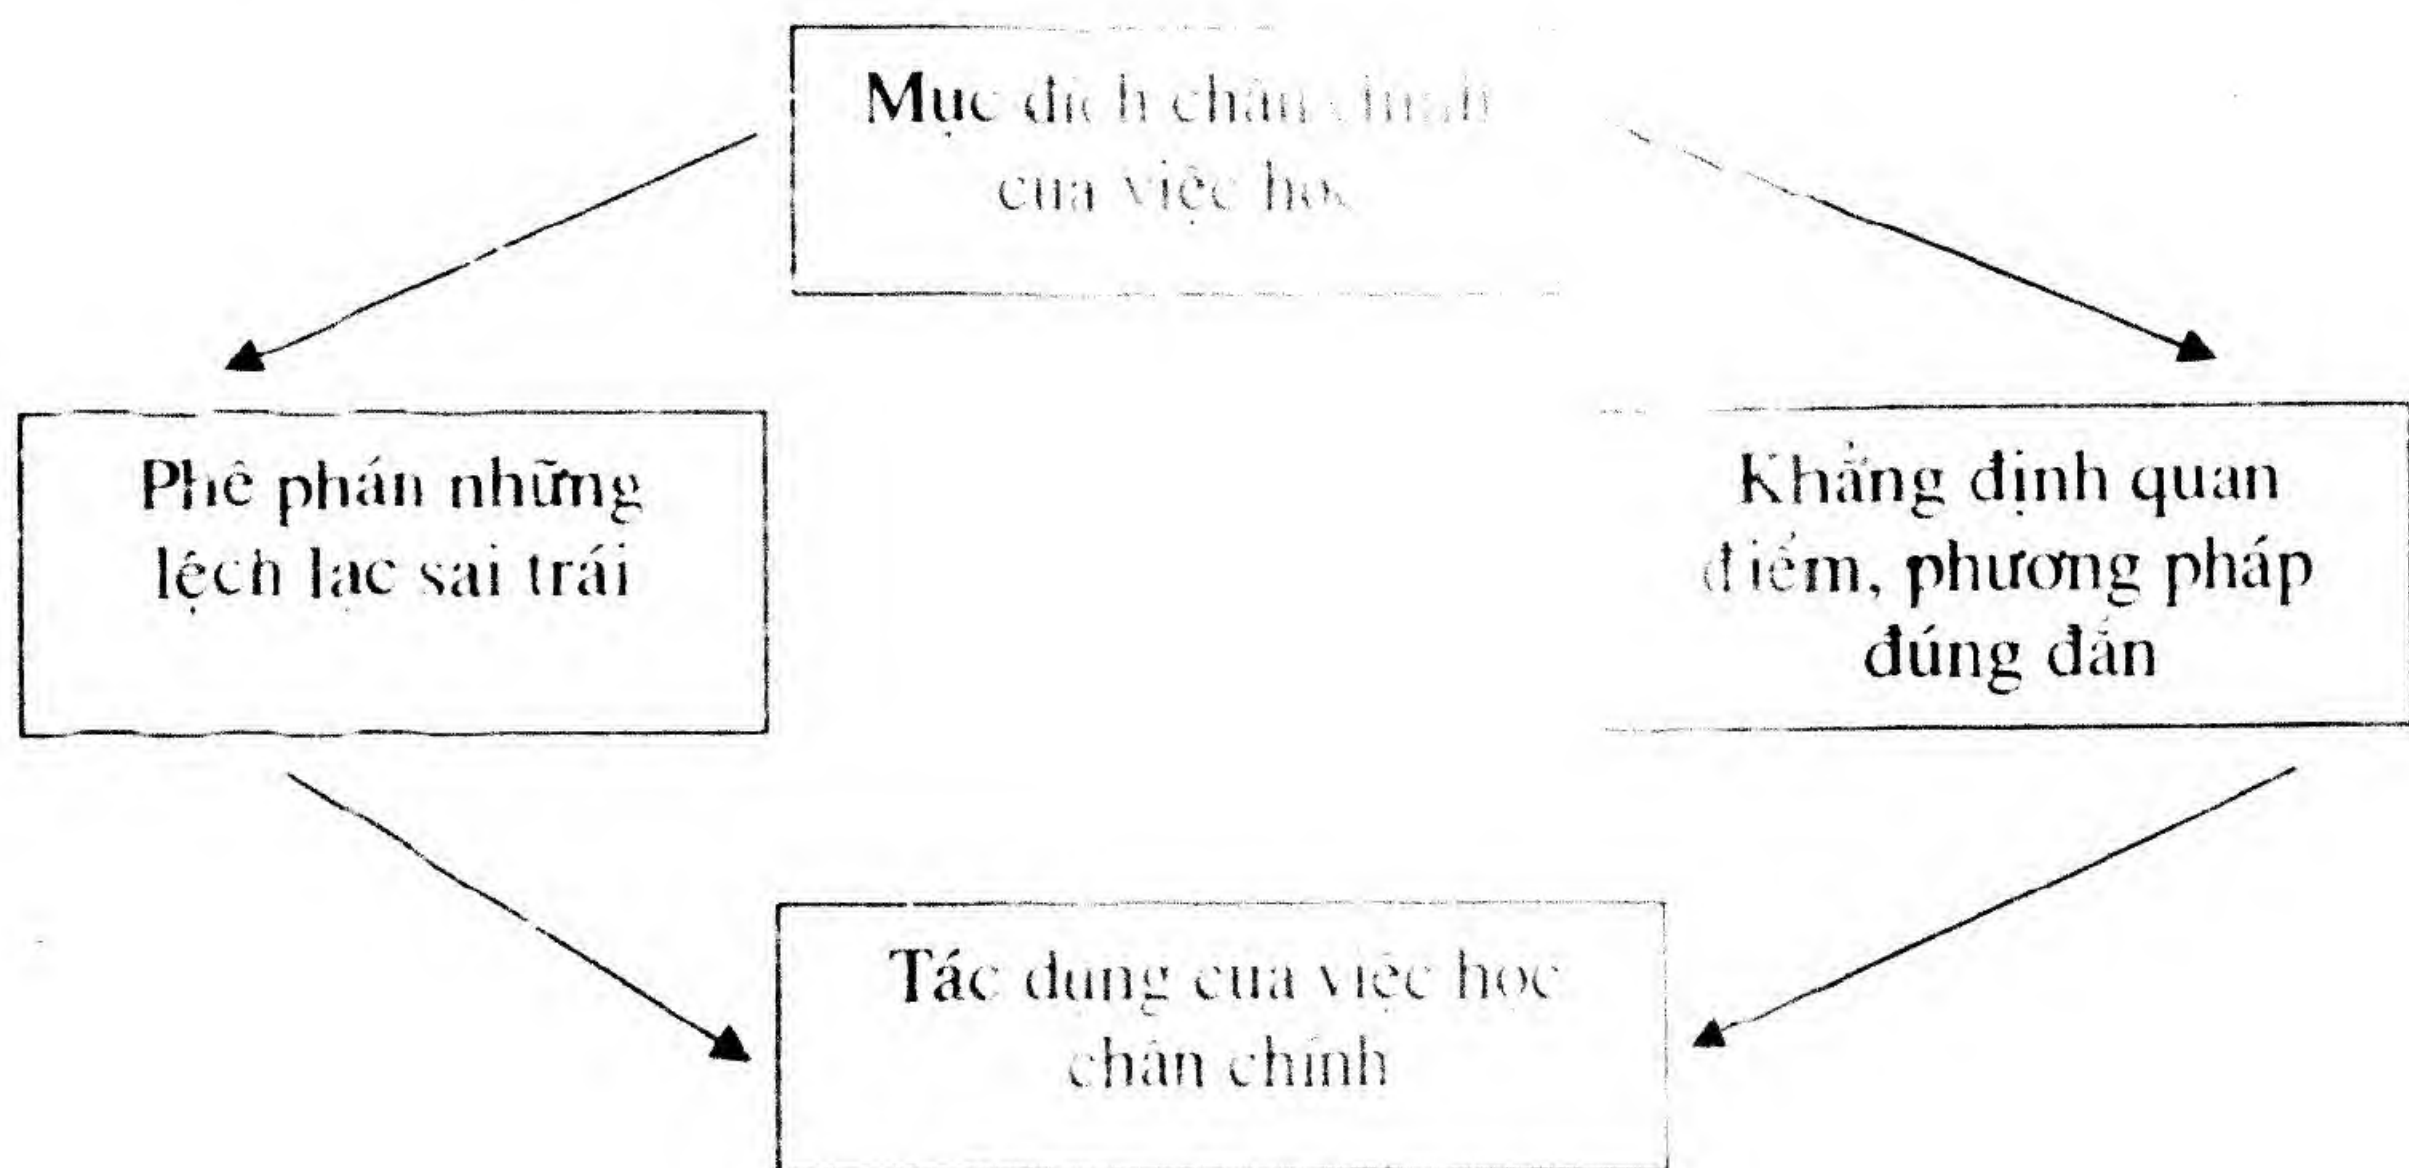 Mục đích chân chính
của việc học
Phê phán những
lệch lạc sai trái
Khẳng định quan
điểm, phương pháp
đúng đắn
Tác dụng của việc học
chân chính